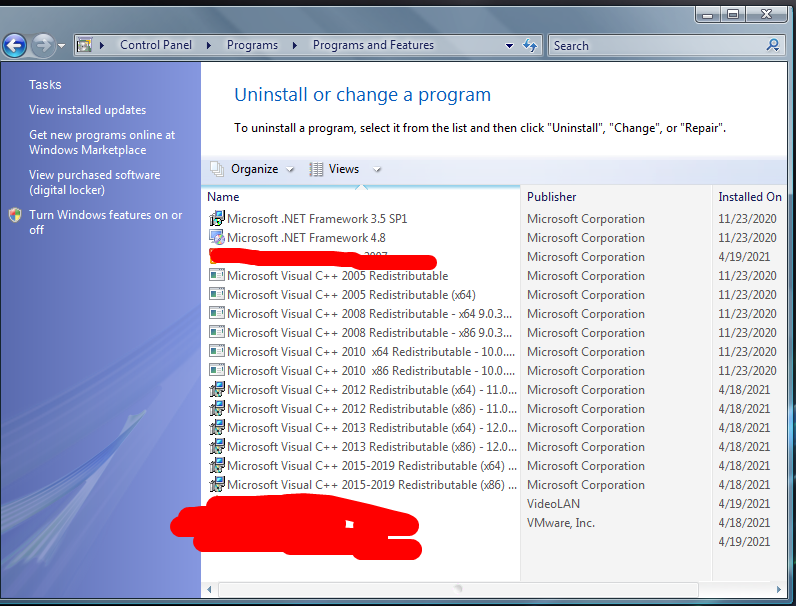 Control Panel Programs Programs and Features Search
Tasks
View installed updates
Get new programs online at
Windows Marketplace
View purchased software
(digital locker)
Turn Windows features on or
off
Uninstall or change a program
To uninstall a program, select it from the list and then click "Uninstall", "Change", or "Repair".
Organize Views
Name Publisher Installed On
Microsoft .NET Framework 3.5 SP1 Microsoft Corporation 11/23/2020
Microsoft .NET Framework 4.8 Microsoft Corporation 11/23/2020
2007 Microsoft Corporation 4/19/2021
Microsoft Visual C++ 2005 Redistributable Microsoft Corporation 11/23/2020
Microsoft Visual C++ 2005 Redistributable (x64) Microsoft Corporation 11/23/2020
Microsoft Visual C++ 2008 Redistributable - x64 9.0.3... Microsoft Corporation 11/23/2020
Microsoft Visual C++ 2008 Redistributable - x86 9.0.3... Microsoft Corporation 11/23/2020
Microsoft Visual C++ 2010  x64 Redistributable - 10.0.... Microsoft Corporation 11/23/2020
Microsoft Visual C++ 2010  x86 Redistributable - 10.0.... Microsoft Corporation 11/23/2020
Microsoft Visual C++ 2012 Redistributable (x64) - 11.0... Microsoft Corporation 4/18/2021
Microsoft Visual C++ 2012 Redistributable (x86) - 11.0... Microsoft Corporation 4/18/2021
Microsoft Visual C++ 2013 Redistributable (x64) - 12.0... Microsoft Corporation 4/18/2021
Microsoft Visual C++ 2013 Redistributable (x86) - 12.0... Microsoft Corporation 4/18/2021
Microsoft Visual C++ 2015-2019 Redistributable (x64) ... Microsoft Corporation 4/18/2021
Microsoft Visual C++ 2015-2019 Redistributable (x86) ... Microsoft Corporation 4/18/2021
VideoLAN 4/19/2021
VMware, Inc. 4/18/2021
4/19/2021